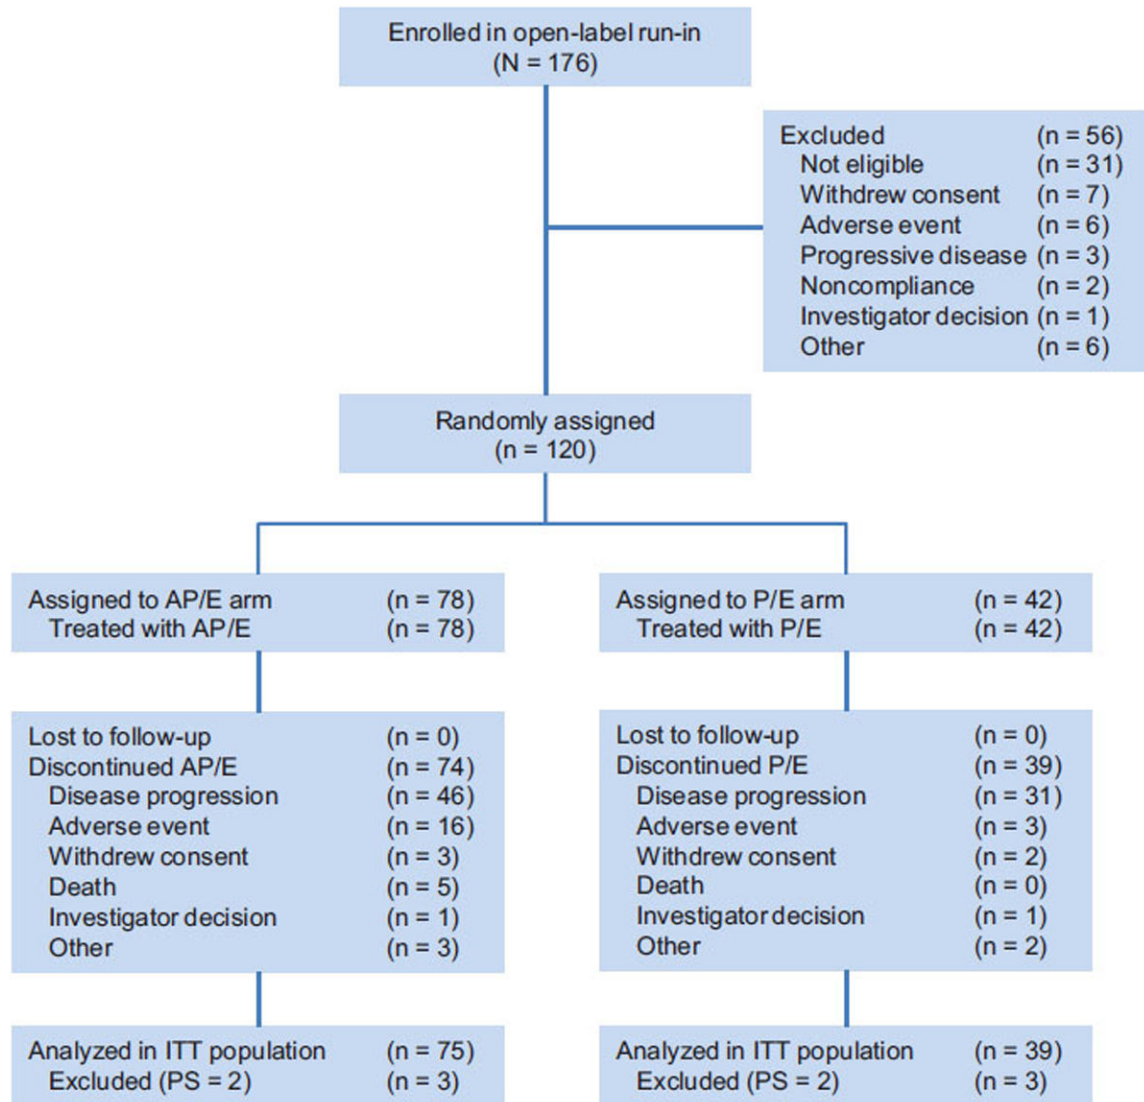 Enrolled in open-label run-in
(N = 176)
Excluded (n = 56)
Not eligible (n = 31)
Withdrew consent (n = 7)
Adverse event (n = 6)
Progressive disease (n = 3)
Noncompliance (n = 2)
Investigator decision (n = 1)
Other (n = 6)
Randomly assigned
(n = 120)
Assigned to AP/E arm (n = 78)
Treated with AP/E (n = 78)
Lost to follow-up (n = 0)
Discontinued AP/E (n = 74)
Disease progression (n = 46)
Adverse event (n = 16)
Withdrew consent (n = 3)
Death (n = 5)
Investigator decision (n = 1)
Other (n = 3)
Analyzed in ITT population (n = 75)
Excluded (PS = 2) (n = 3)
Assigned to P/E arm (n = 42)
Treated with P/E (n = 42)
Lost to follow-up (n = 0)
Discontinued P/E (n = 39)
Disease progression (n = 31)
Adverse event (n = 3)
Withdrew consent (n = 2)
Death (n = 0)
Investigator decision (n = 1)
Other (n = 2)
Analyzed in ITT population (n = 39)
Excluded (PS = 2) (n = 3)